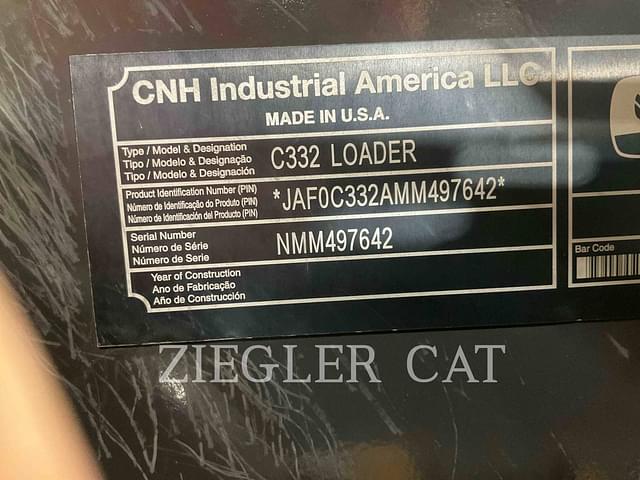 CNH Industrial America LLC
MADE IN U.S.A.
Type / Model & Designation
Tipo / Modelo & Designação
Tipo / Modelo & Designación
C332 LOADER
Product Identification Number (PIN)
Número de Identificação do Produto (PIN)
Número de Identificación del Producto (PIN)
*JAF0C332AMM497642*
Serial Number
Número de Série
Número de Serie
NMM497642
Year of Construction
Ano de Fabricação
Año de Construcción
Bar Code
ZIEGLER CAT